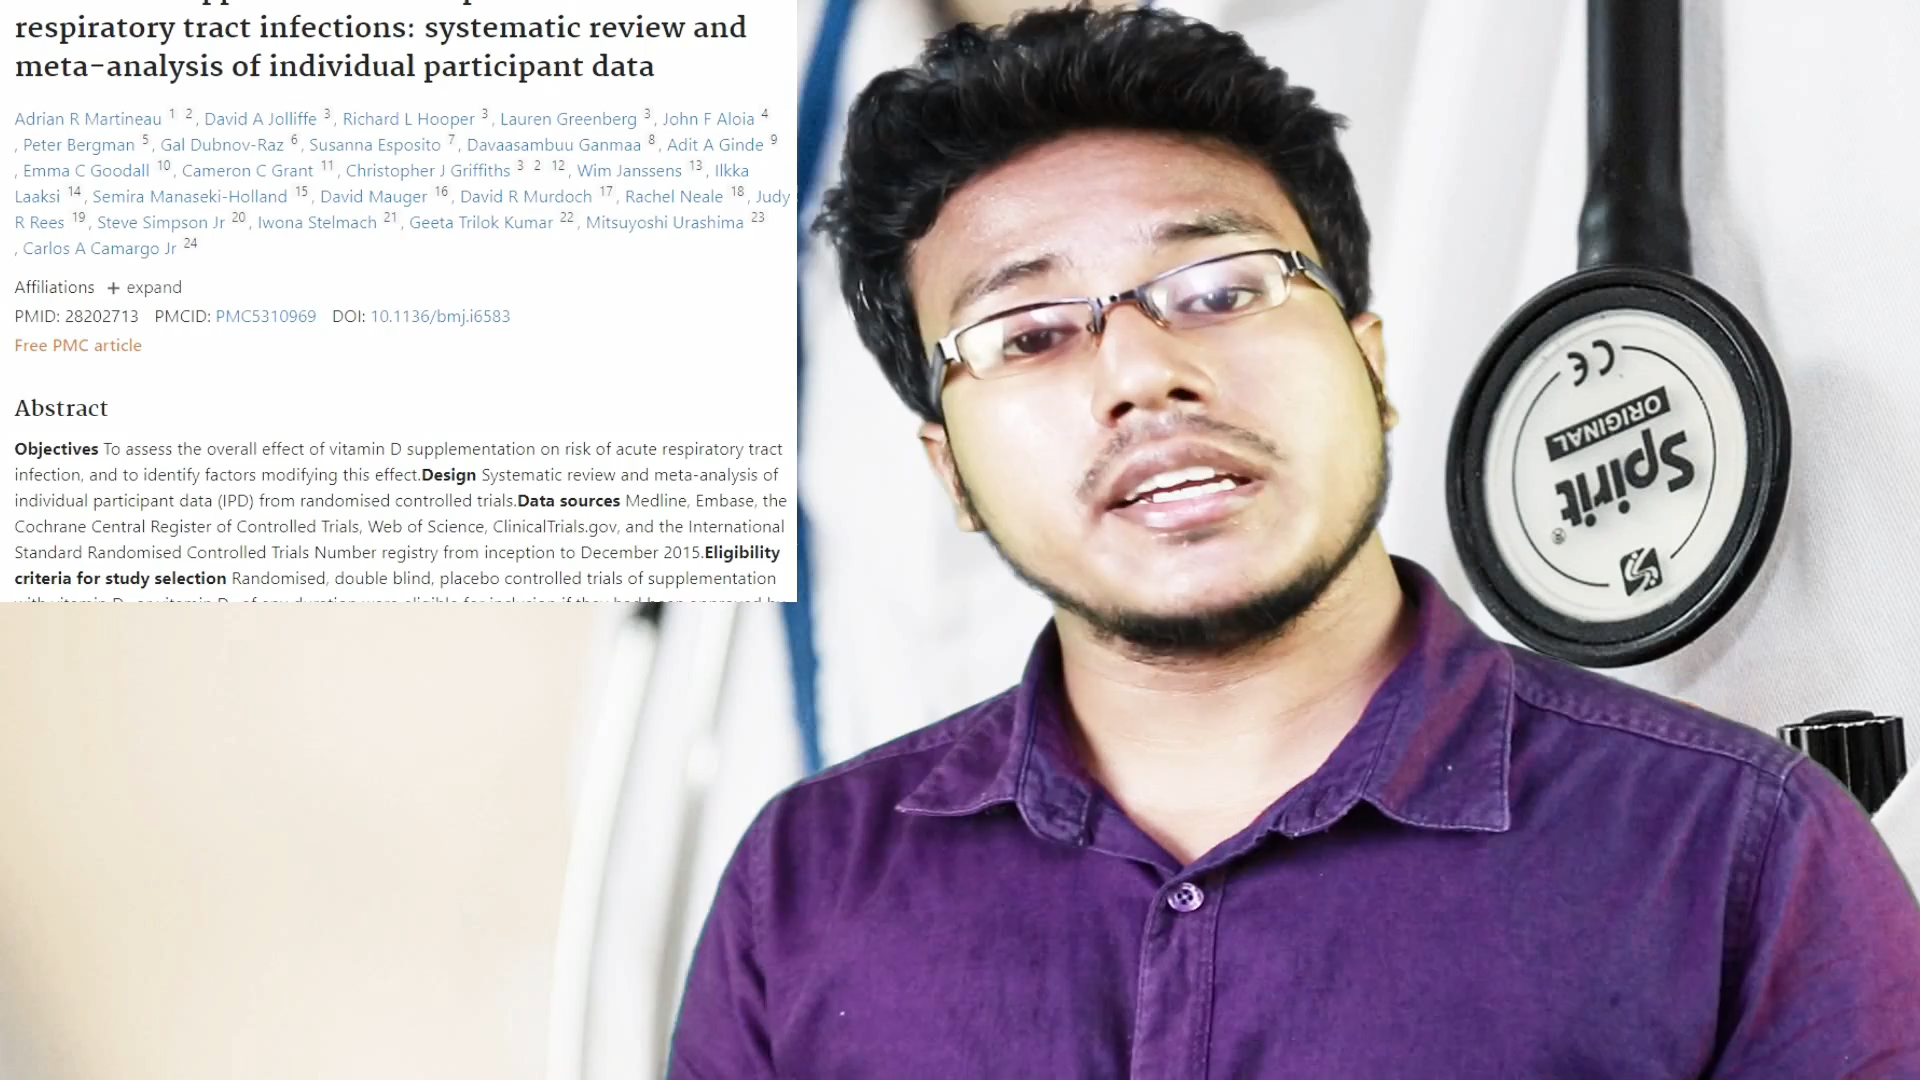 respiratory tract infections: systematic review and
meta-analysis of individual participant data
Adrian R Martineau 1 2, David A Jolliffe 3, Richard L Hooper 3, Lauren Greenberg 3, John F Aloia 4
, Peter Bergman 5, Gal Dubnov-Raz 6, Susanna Esposito 7, Davaasambuu Ganmaa 8, Adit A Ginde 9
, Emma C Goodall 10, Cameron C Grant 11, Christopher J Griffiths 3 2 12, Wim Janssens 13, Ilkka
Laaksi 14, Semira Manaseki-Holland 15, David Mauger 16, David R Murdoch 17, Rachel Neale 18, Judy
R Rees 19, Steve Simpson Jr 20, Iwona Stelmach 21, Geeta Trilok Kumar 22, Mitsuyoshi Urashima 23
, Carlos A Camargo Jr 24
Affiliations + expand
PMID: 28202713 PMCID: PMC5310969 DOI: 10.1136/bmj.i6583
Free PMC article
Abstract
Objectives To assess the overall effect of vitamin D supplementation on risk of acute respiratory tract
infection, and to identify factors modifying this effect.Design Systematic review and meta-analysis of
individual participant data (IPD) from randomised controlled trials.Data sources Medline, Embase, the
Cochrane Central Register of Controlled Trials, Web of Science, ClinicalTrials.gov, and the International
Standard Randomised Controlled Trials Number registry from inception to December 2015.Eligibility
criteria for study selection Randomised, double blind, placebo controlled trials of supplementation
CE
ORIGINAL
Spirit®